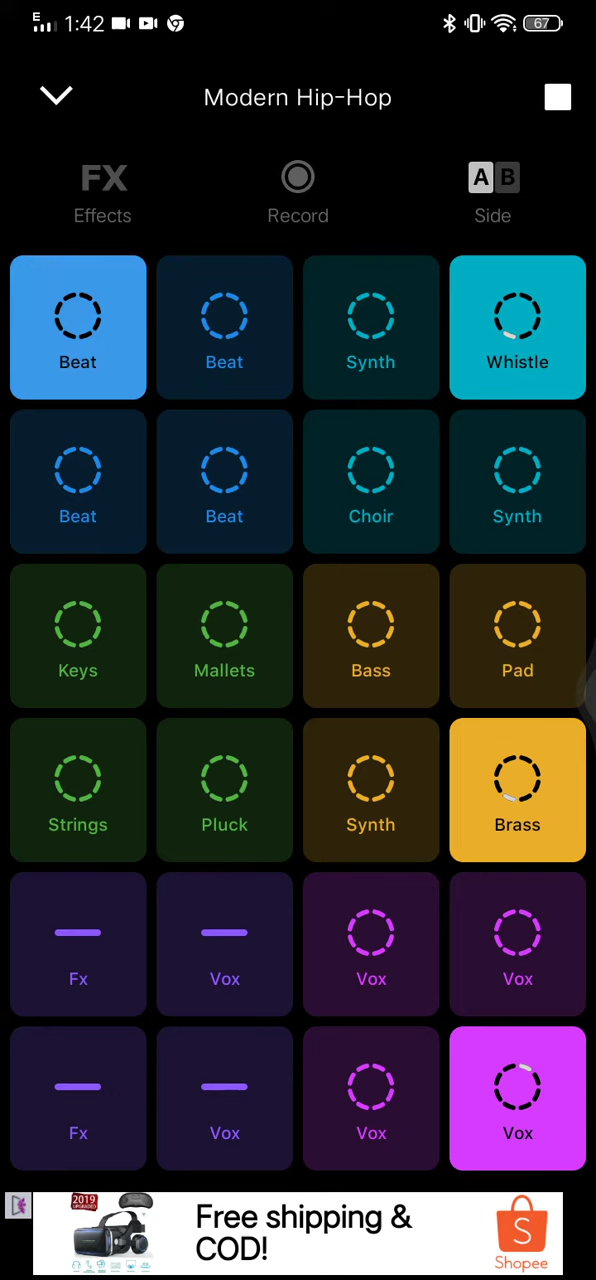 E 1:42 67
Modern Hip-Hop
FX A B
Effects Record Side
Beat Beat Synth Whistle
Beat Beat Choir Synth
Keys Mallets Bass Pad
Strings Pluck Synth Brass
Fx Vox Vox Vox
Fx Vox Vox Vox
2019
UPGRADED
Free shipping &
COD!
S
Shopee